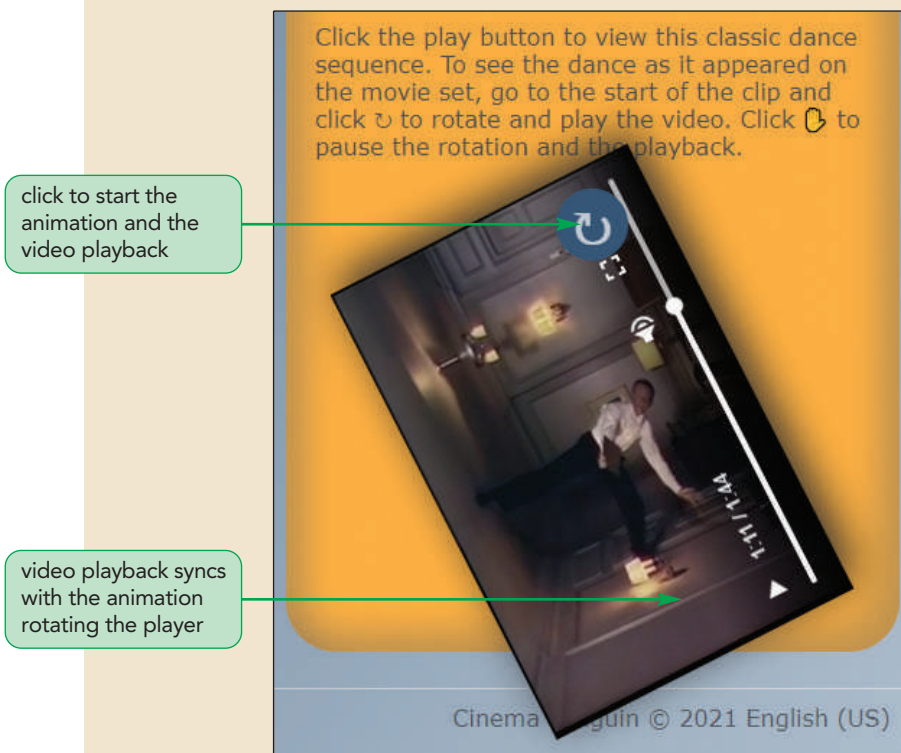 Click the play button to view this classic dance
sequence. To see the dance as it appeared on
the movie set, go to the start of the clip and
click ↻ to rotate and play the video. Click ✋ to
pause the rotation and the playback.
click to start the
animation and the
video playback
1:11 / 1:44
video playback syncs
with the animation
rotating the player
Cinema guin © 2021 English (US)